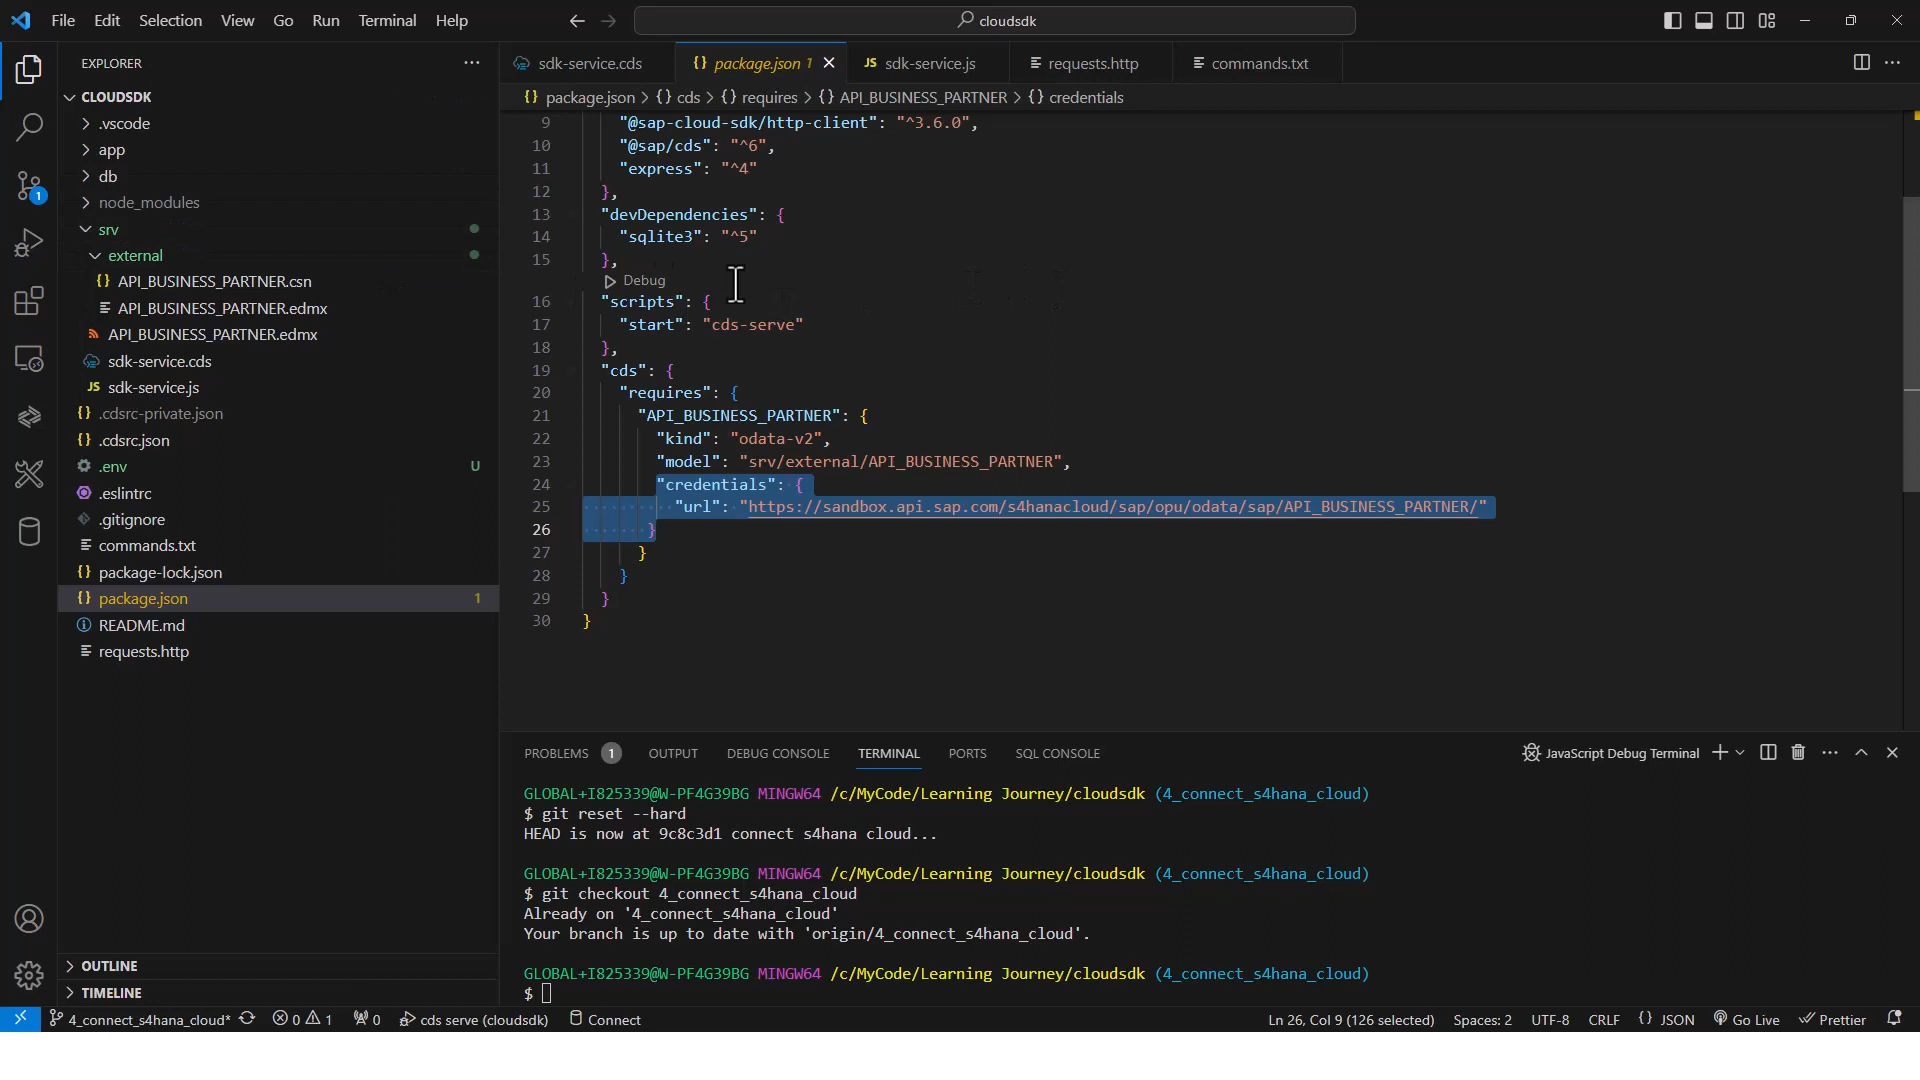 File Edit Selection View Go Run Terminal Help
cloudsdk
EXPLORER
CLOUDSDK
.vscode
app
db
node_modules
srv
external
API_BUSINESS_PARTNER.csn
API_BUSINESS_PARTNER.edmx
API_BUSINESS_PARTNER.edmx
sdk-service.cds
JS sdk-service.js
.cdsrc-private.json
.cdsrc.json
.env U
.eslintrc
.gitignore
commands.txt
package-lock.json
package.json 1
README.md
requests.http
OUTLINE
TIMELINE
1
sdk-service.cds {} package.json 1 JS sdk-service.js requests.http commands.txt
{} package.json > {} cds > {} requires > {} API_BUSINESS_PARTNER > {} credentials
9 "@sap-cloud-sdk/http-client": "^3.6.0",
10 "@sap/cds": "^6",
11 "express": "^4"
12 },
13 "devDependencies": {
14 "sqlite3": "^5"
15 },
Debug
16 "scripts": {
17 "start": "cds-serve"
18 },
19 "cds": {
20 "requires": {
21 "API_BUSINESS_PARTNER": {
22 "kind": "odata-v2",
23 "model": "srv/external/API_BUSINESS_PARTNER",
24 "credentials": {
25 "url": "https://sandbox.api.sap.com/s4hanacloud/sap/opu/odata/sap/API_BUSINESS_PARTNER/"
26 }
27 }
28 }
29 }
30 }
PROBLEMS 1 OUTPUT DEBUG CONSOLE TERMINAL PORTS SQL CONSOLE
JavaScript Debug Terminal
GLOBAL+I825339@W-PF4G39BG MINGW64 /c/MyCode/Learning Journey/cloudsdk (4_connect_s4hana_cloud)
$ git reset --hard
HEAD is now at 9c8c3d1 connect s4hana cloud...
GLOBAL+I825339@W-PF4G39BG MINGW64 /c/MyCode/Learning Journey/cloudsdk (4_connect_s4hana_cloud)
$ git checkout 4_connect_s4hana_cloud
Already on '4_connect_s4hana_cloud'
Your branch is up to date with 'origin/4_connect_s4hana_cloud'.
GLOBAL+I825339@W-PF4G39BG MINGW64 /c/MyCode/Learning Journey/cloudsdk (4_connect_s4hana_cloud)
$
4_connect_s4hana_cloud* 0 1 0 cds serve (cloudsdk) Connect
Ln 26, Col 9 (126 selected) Spaces: 2 UTF-8 CRLF {} JSON Go Live Prettier